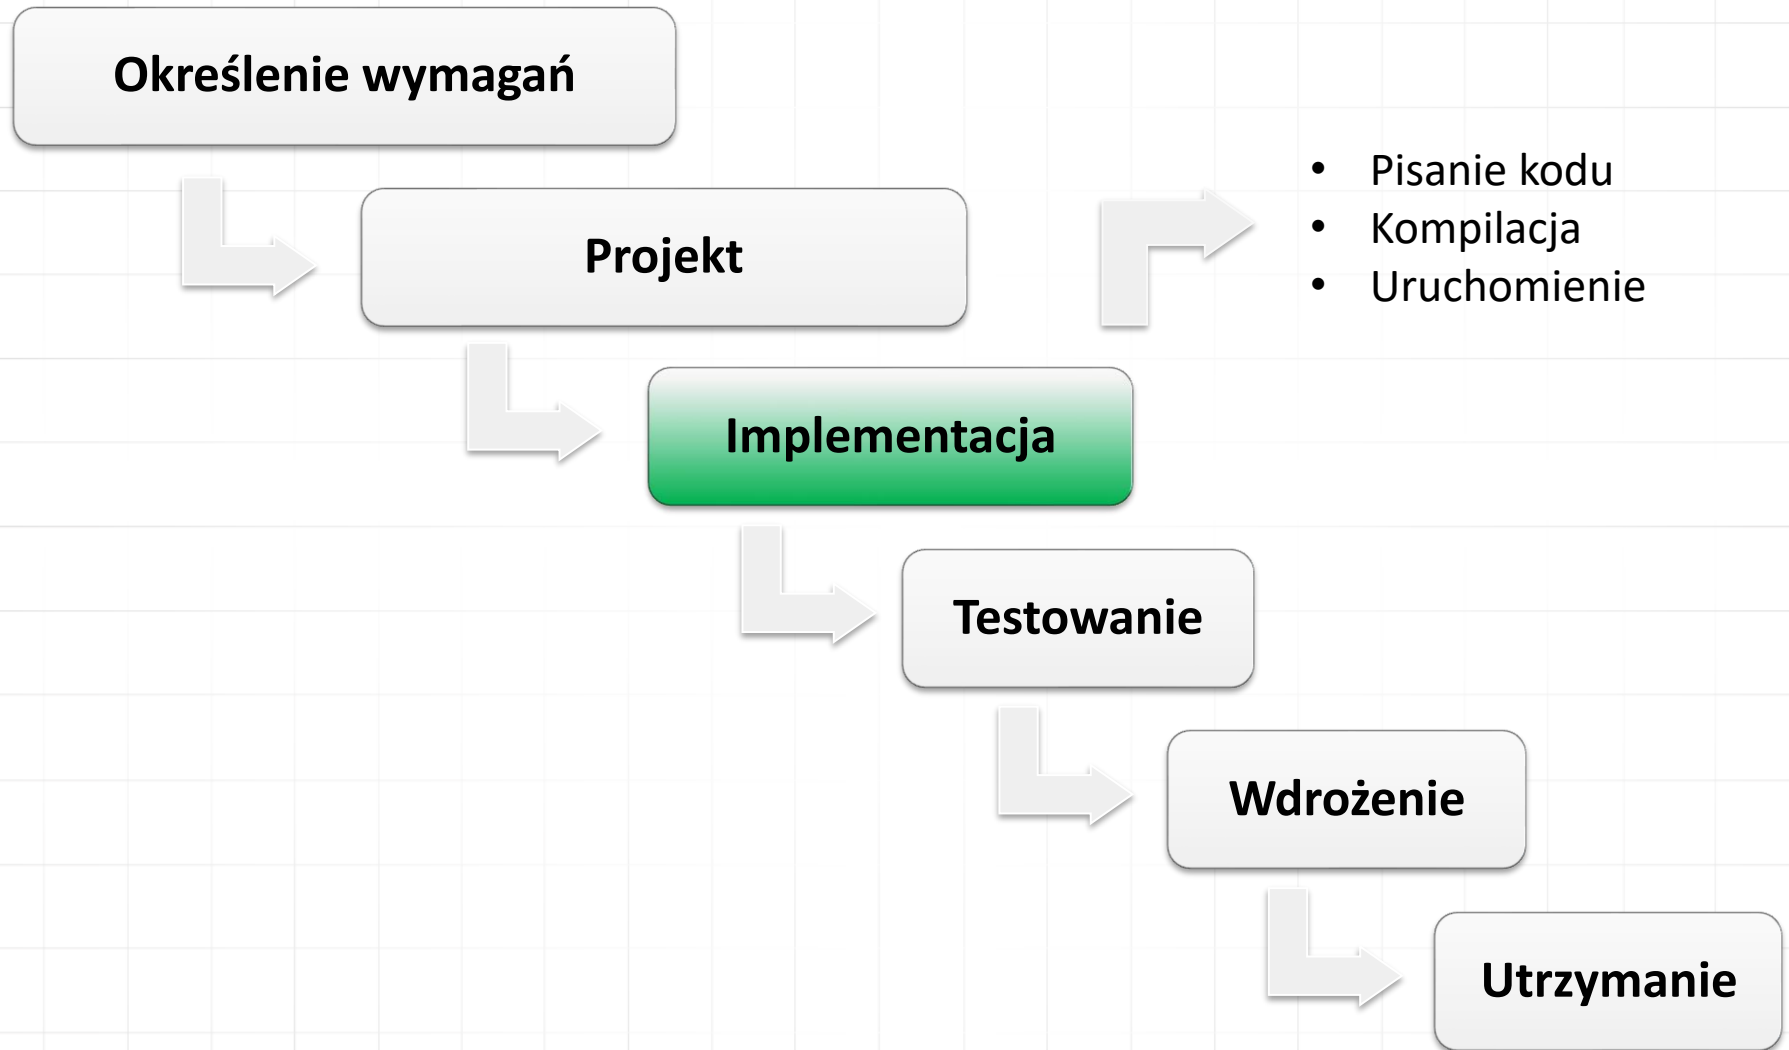 Określenie wymagań
Projekt
• Pisanie kodu
• Kompilacja
• Uruchomienie
Implementacja
Testowanie
Wdrożenie
Utrzymanie